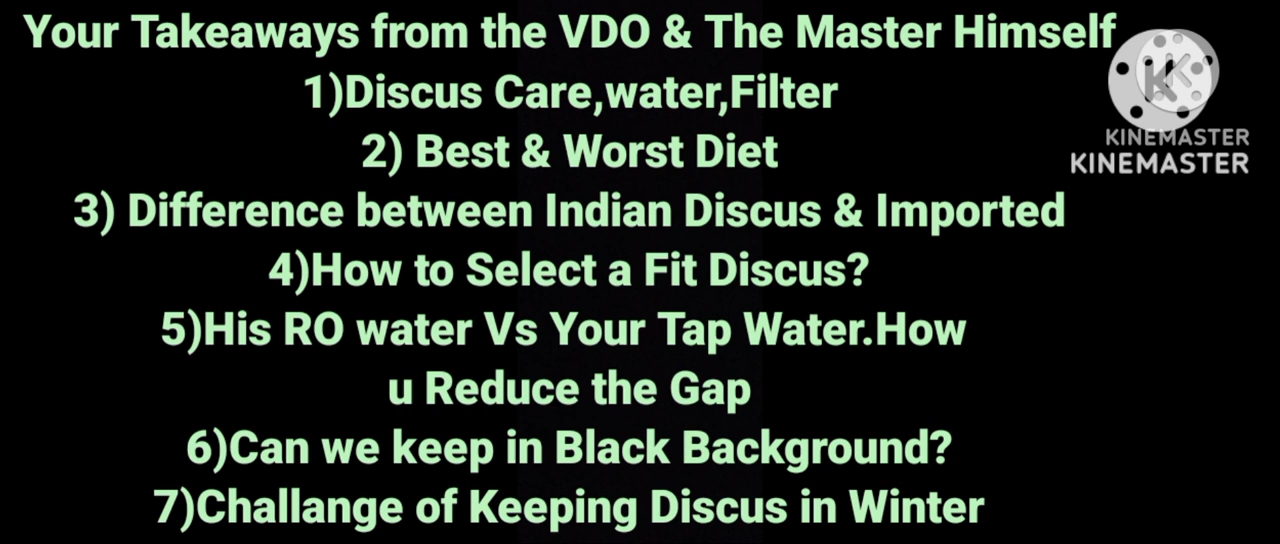 Your Takeaways from the VDO & The Master Himself
1)Discus Care,water,Filter
2) Best & Worst Diet
3) Difference between Indian Discus & Imported
4)How to Select a Fit Discus?
5)His RO water Vs Your Tap Water.How
u Reduce the Gap
6)Can we keep in Black Background?
7)Challange of Keeping Discus in Winter
K
K
KINEMASTER
KINEMASTER